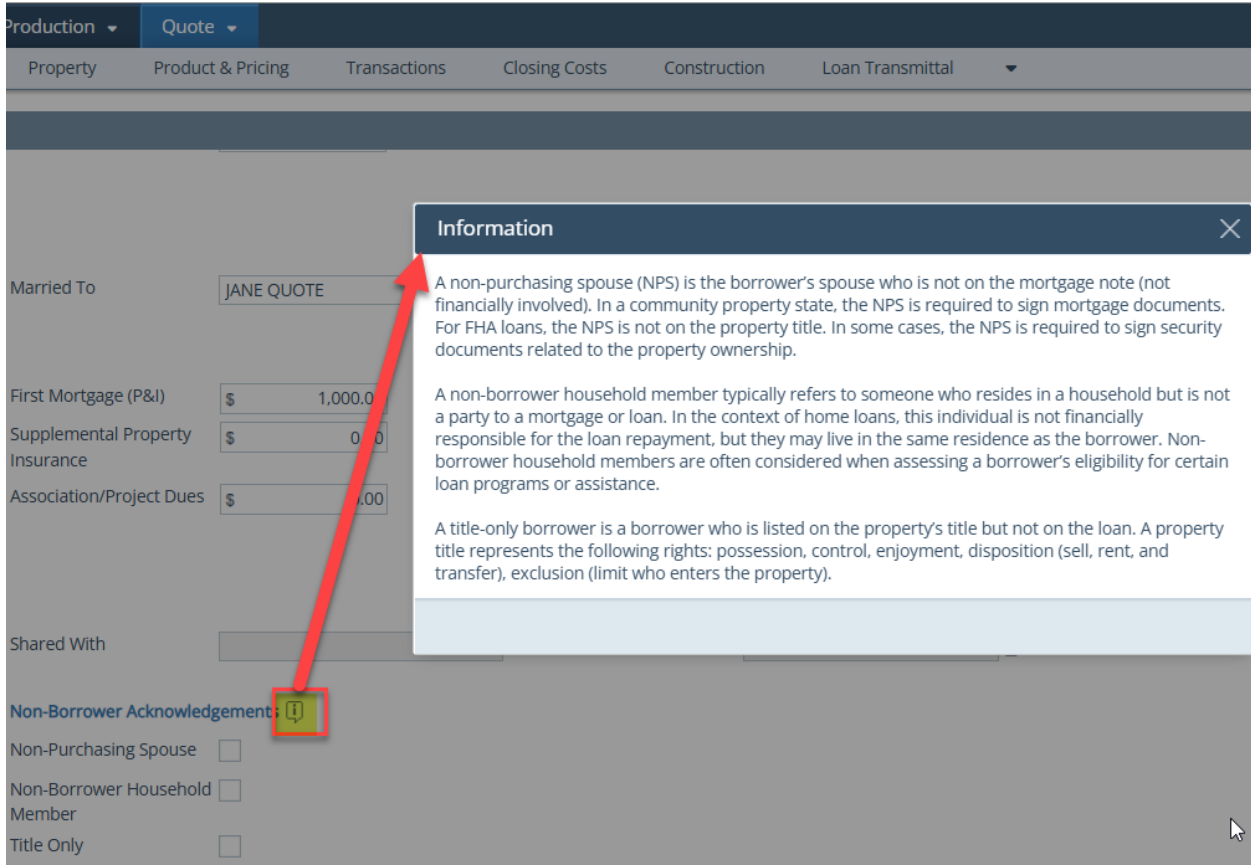 Production
Quote
Property
Product & Pricing
Transactions
Closing Costs
Construction
Loan Transmittal
Information
Married To
JANE QUOTE
A non-purchasing spouse (NPS) is the borrower's spouse who is not on the mortgage note (not
financially involved). In a community property state, the NPS is required to sign mortgage documents.
For FHA loans, the NPS is not on the property title. In some cases, the NPS is required to sign security
documents related to the property ownership.
A non-borrower household member typically refers to someone who resides in a household but is not
a party to a mortgage or loan. In the context of home loans, this individual is not financially
responsible for the loan repayment, but they may live in the same residence as the borrower. Non-
borrower household members are often considered when assessing a borrower's eligibility for certain
loan programs or assistance.
A title-only borrower is a borrower who is listed on the property's title but not on the loan. A property
title represents the following rights: possession, control, enjoyment, disposition (sell, rent, and
transfer), exclusion (limit who enters the property).
First Mortgage (P&I)
$
Supplemental Property
Insurance
$
Association/Project Dues
$
Shared With
Non-Borrower Acknowledgements
Non-Purchasing Spouse
Non-Borrower Household
Member
Title Only